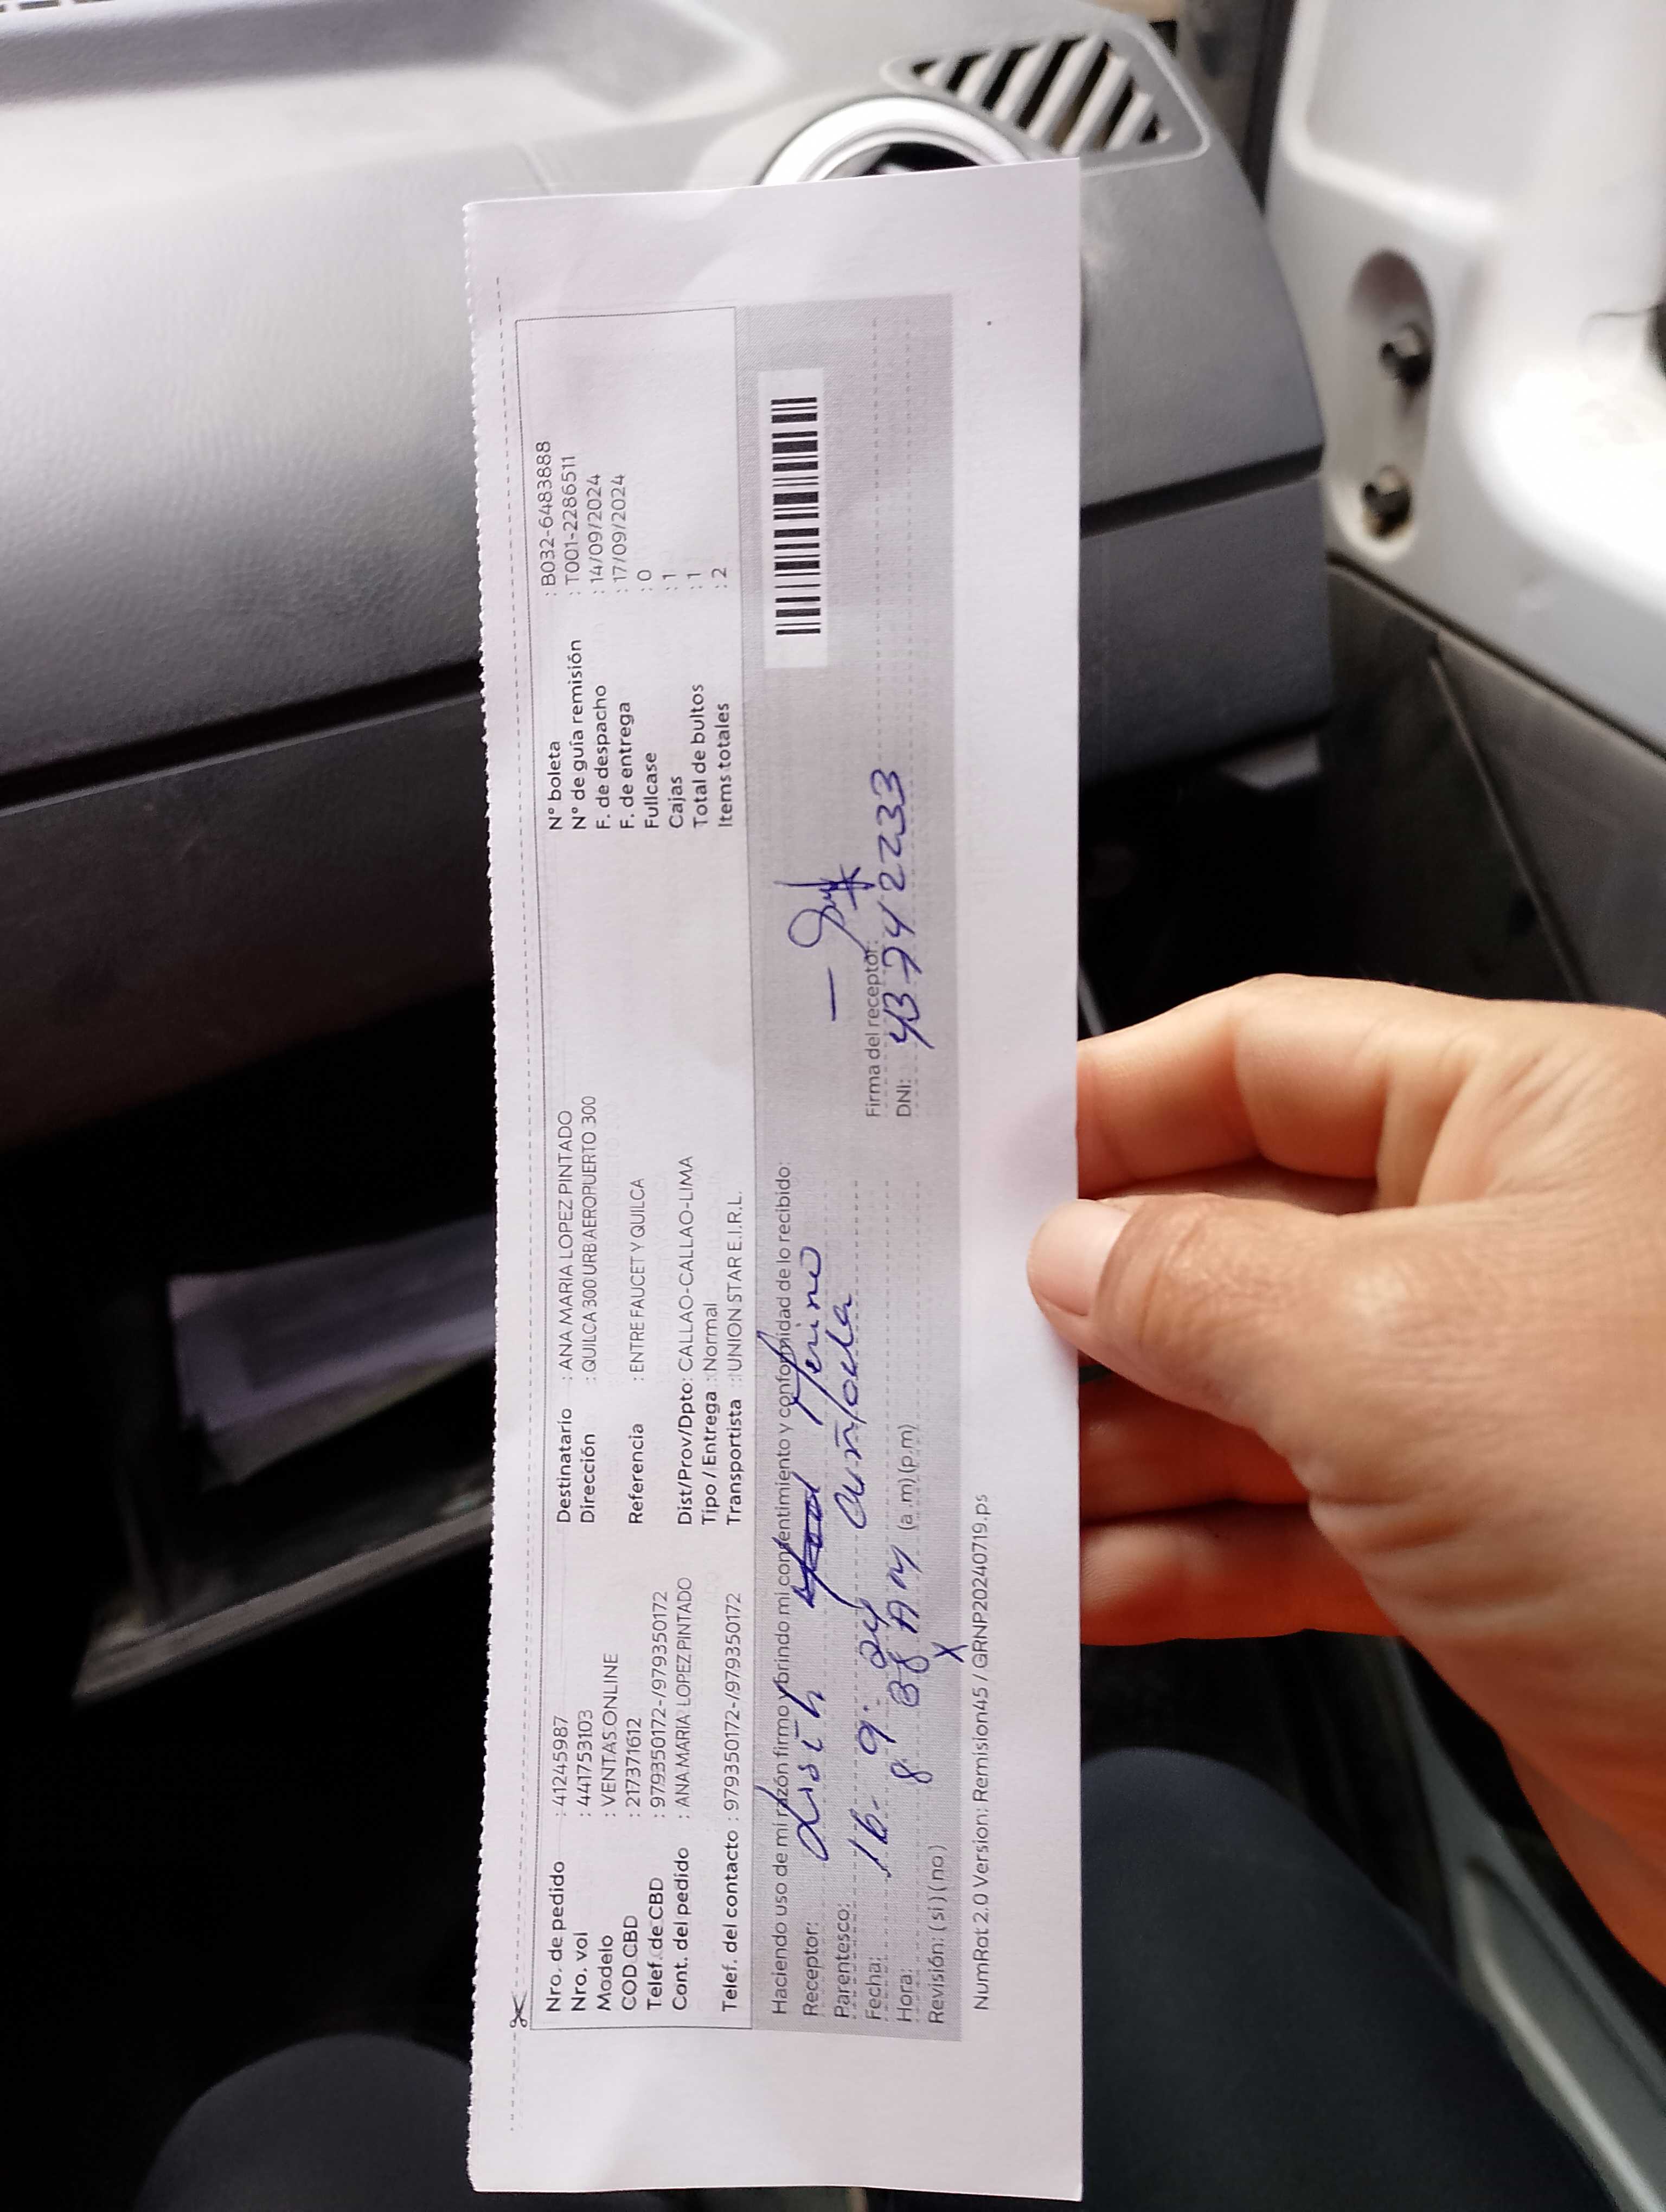 Nro. de pedido : 41245987
Nro. vol : 441753103
Modelo : VENTAS ONLINE
COD CBD : 217371612
Telef. de CBD : 979350172-/979350172
Cont. del pedido : ANA MARIA LOPEZ PINTADO
Telef. del contacto : 979350172-/979350172
Destinatario : ANA MARIA LOPEZ PINTADO
Dirección : QUILCA 300 URB AEROPUERTO 300
Referencia : ENTRE FAUCET Y QUILCA
Dist/Prov/Dpto: CALLAO-CALLAO-LIMA
Tipo / Entrega : Normal
Transportista : UNION STAR E.I.R.L.
N° boleta : B032-6483888
N° de guía remisión : T001-2286511
F. de despacho : 14/09/2024
F. de entrega : 17/09/2024
Fullcase : 0
Cajas : 1
Total de bultos : 1
Items totales : 2
Haciendo uso de mi razón firmo y brindo mi consentimiento y conformidad de lo recibido:
Receptor: Merino
Parentesco: cuñada
Fecha: 16. 9. 24
Hora: 8 38 AM (a.m) (p.m)
Revisión: (si) (no) X
Firma del receptor:
DNI: 43742233
NumRot 2.0 Version: Remision45 / GRNP20240719.ps